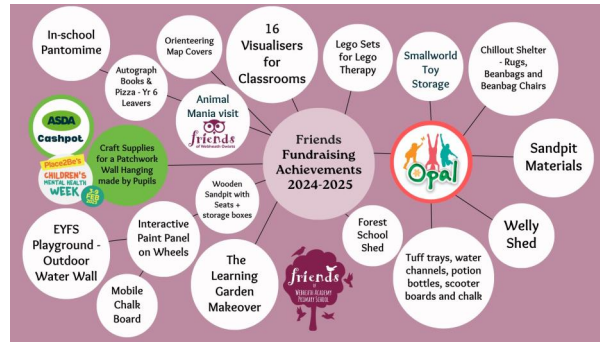 In-school
Pantomime
Orienteering
Map Covers
16
Visualisers
for
Classrooms
Lego Sets
for Lego
Therapy
Smallworld
Toy
Storage
Chillout Shelter
- Rugs,
Beanbags and
Beanbag Chairs
Autograph
Books &
Pizza - Yr 6
Leavers
Animal
Mania visit
friends
ASDA
Cashpot
Place2Be's
CHILDREN'S
MENTAL HEALTH
WEEK
FEB
Craft Supplies
for a Patchwork
Wall Hanging
made by Pupils
Friends
Fundraising
Achievements
2024-2025
Opal
Sandpit
Materials
Wooden
Sandpit with
Seats +
storage boxes
EYFS
Playground -
Outdoor
Water Wall
Interactive
Paint Panel
on Wheels
Mobile
Chalk
Board
The
Learning
Garden
Makeover
friends
OF
ACADEMY
PRIMARY SCHOOL
Forest
School
Shed
Tuff trays, water
channels, potion
bottles, scooter
boards and chalk
Welly
Shed